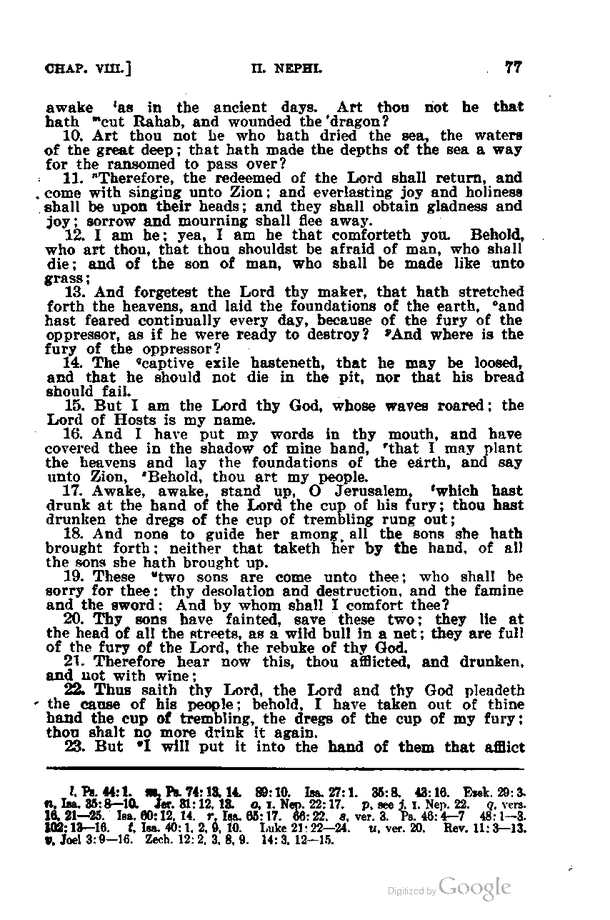 CHAP. VIII.] II. NEPHI. 77
awake ˡas in the ancient days. Art thou not he that
hath ᵐcut Rahab, and wounded the dragon?
10. Art thou not he who hath dried the sea, the waters
of the great deep; that hath made the depths of the sea a way
for the ransomed to pass over?
11. ⁿTherefore, the redeemed of the Lord shall return, and
come with singing unto Zion; and everlasting joy and holiness
shall be upon their heads; and they shall obtain gladness and
joy; sorrow and mourning shall flee away.
12. I am he; yea, I am he that comforteth you. Behold,
who art thou, that thou shouldst be afraid of man, who shall
die; and of the son of man, who shall be made like unto
grass;
13. And forgetest the Lord thy maker, that hath stretched
forth the heavens, and laid the foundations of the earth, ᵒand
hast feared continually every day, because of the fury of the
oppressor, as if he were ready to destroy? ᵖAnd where is the
fury of the oppressor?
14. The ᑫcaptive exile hasteneth, that he may be loosed,
and that he should not die in the pit, nor that his bread
should fail.
15. But I am the Lord thy God, whose waves roared; the
Lord of Hosts is my name.
16. And I have put my words in thy mouth, and have
covered thee in the shadow of mine hand, ʳthat I may plant
the heavens and lay the foundations of the earth, and say
unto Zion, ˢBehold, thou art my people.
17. Awake, awake, stand up, O Jerusalem, ᵗwhich hast
drunk at the hand of the Lord the cup of his fury; thou hast
drunken the dregs of the cup of trembling rung out;
18. And none to guide her among all the sons she hath
brought forth; neither that taketh her by the hand, of all
the sons she hath brought up.
19. These ᵘtwo sons are come unto thee; who shall be
sorry for thee; thy desolation and destruction, and the famine
and the sword: And by whom shall I comfort thee?
20. Thy sons have fainted, save these two; they lie at
the head of all the streets, as a wild bull in a net; they are full
of the fury of the Lord, the rebuke of thy God.
21. Therefore hear now this, thou afflicted, and drunken,
and not with wine;
22. Thus saith thy Lord, the Lord and thy God pleadeth
the cause of his people; behold, I have taken out of thine
hand the cup of trembling, the dregs of the cup of my fury;
thou shalt no more drink it again.
23. But ᵛI will put it into the hand of them that afflict
l, Ps. 44:1. m, Ps. 74:13, 14. 89:10. Isa. 27:1. 35:8. 43:16. Ezek. 29:3.
n, Isa. 35:8–10. Jer. 31:12, 13. o, 1. Nep. 22:17. p, see j, 1. Nep. 22. q, vers.
16, 21–25. Isa. 60:12, 14. r, Isa. 65:17. 66:22. s, ver. 3. Ps. 46:4–7 48:1–3.
102:13–16. t, Isa. 40:1, 2, 9, 10. Luke 21:22–24. u, ver. 20. Rev. 11:3–13.
v, Joel 3:9–16. Zech. 12:2, 3, 8, 9. 14:3, 12–15.
Digitized by Google